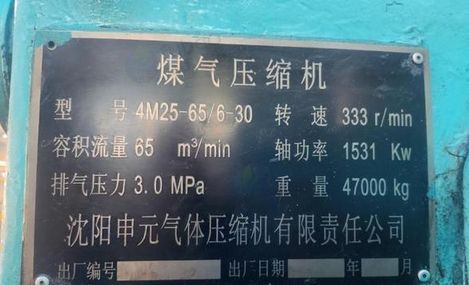 煤气压缩机
型 号 4M25-65/6-30 转 速 333 r/min
容积流量 65 m³/min 轴功率 1531 Kw
排气压力 3.0 MPa 重 量 47000 kg
沈阳申元气体压缩机有限责任公司
出厂编号 出厂日期 年 月